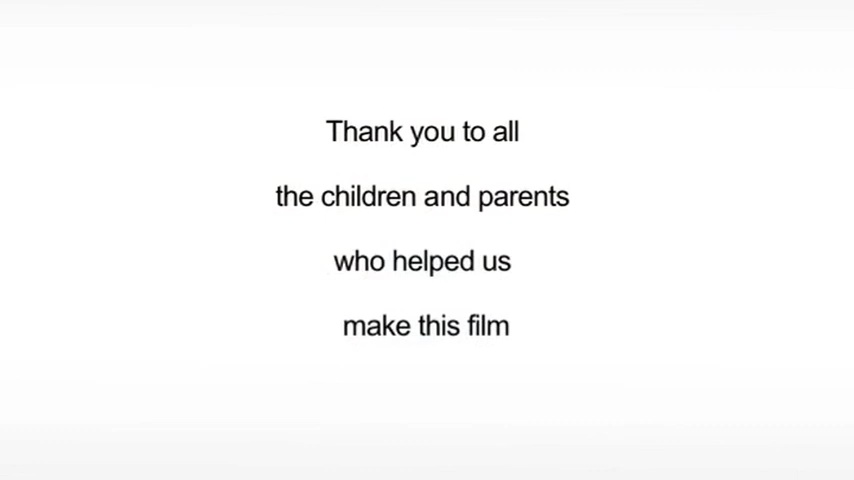 Thank you to all
the children and parents
who helped us
make this film